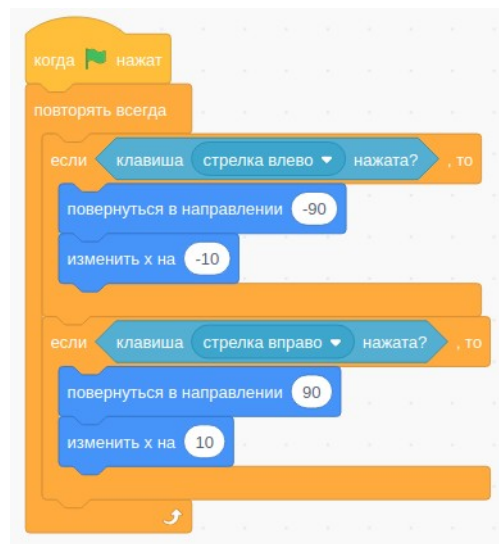 когда нажат
повторять всегда
если клавиша стрелка влево нажата? , то
повернуться в направлении -90
изменить x на -10
если клавиша стрелка вправо нажата? , то
повернуться в направлении 90
изменить x на 10